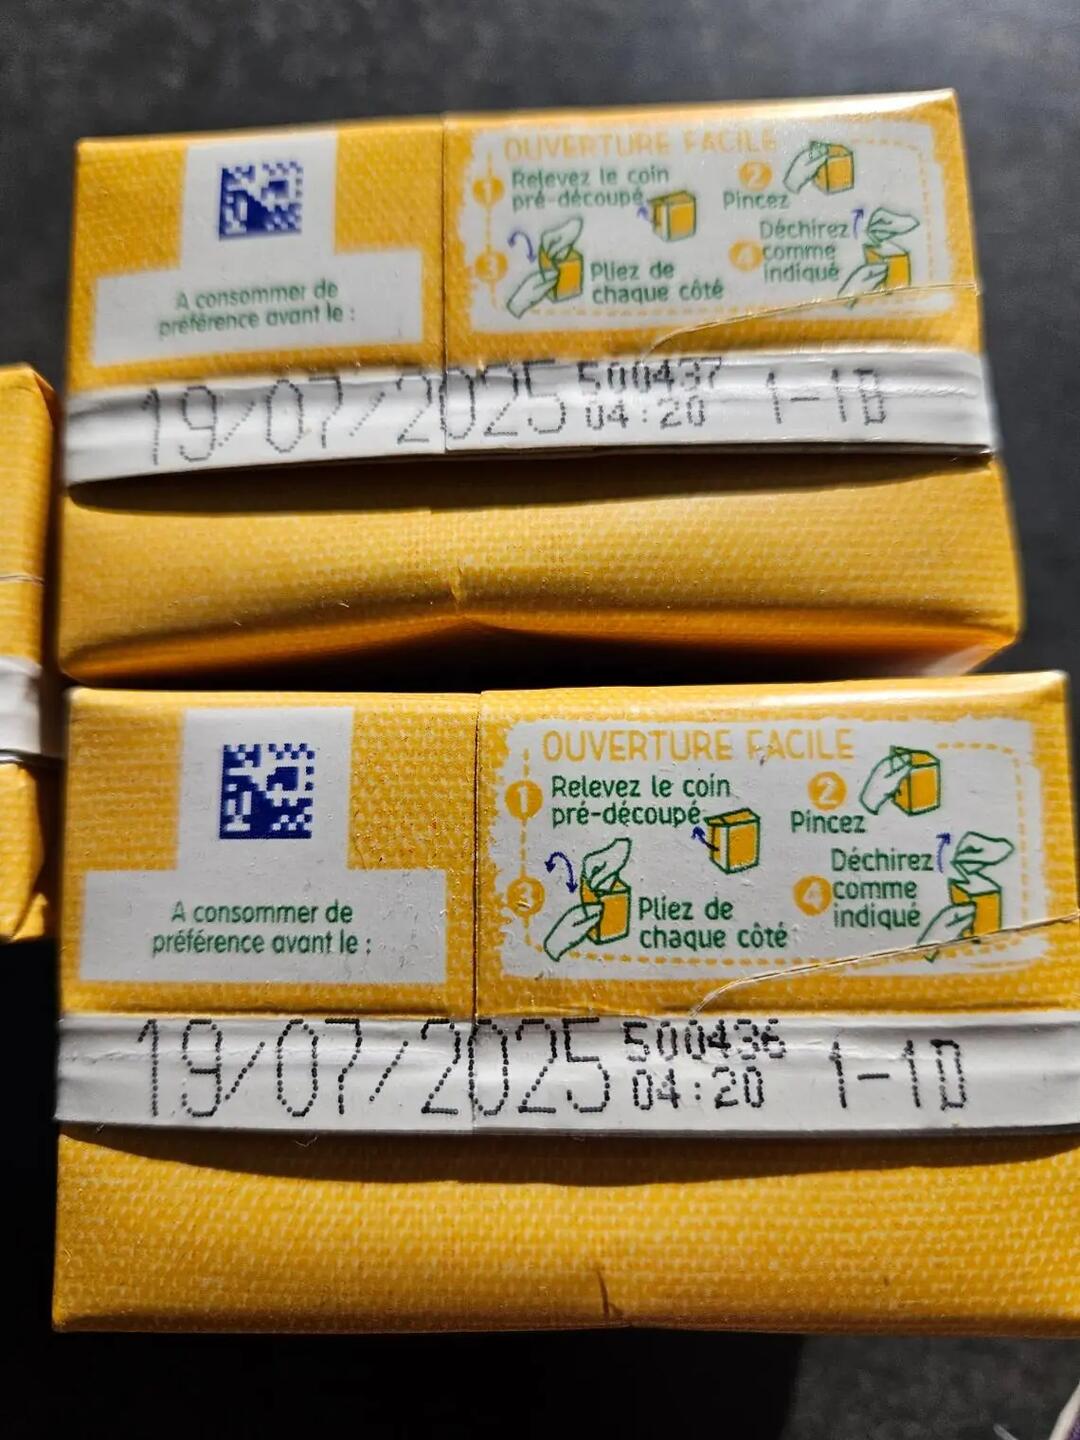 OUVERTURE FACILE
1 Relevez le coin
pré-découpé
2
Pincez
3
Pliez de
chaque côté
Déchirez
4 comme
indiqué
A consommer de
préférence avant le :
19/07/2025 500437
04:20 1-1D
OUVERTURE FACILE
1 Relevez le coin
pré-découpé
2
Pincez
3
Pliez de
chaque côté
Déchirez
4 comme
indiqué
A consommer de
préférence avant le :
19/07/2025 500436
04:20 1-1D